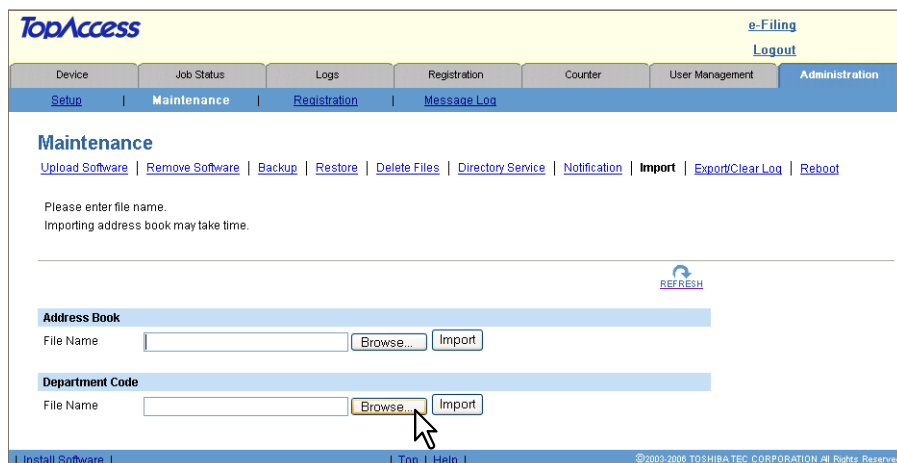 TopAccess
e-Filing
Logout
Device Job Status Logs Registration Counter User Management Administration
Setup | Maintenance | Registration | Message Log
Maintenance
Upload Software | Remove Software | Backup | Restore | Delete Files | Directory Service | Notification | Import | Export/Clear Log | Reboot
Please enter file name.
Importing address book may take time.
REFRESH
Address Book
File Name Browse... Import
Department Code
File Name Browse... Import
| Install Software | | Top | Help | ©2003-2006 TOSHIBA TEC CORPORATION All Rights Reserved